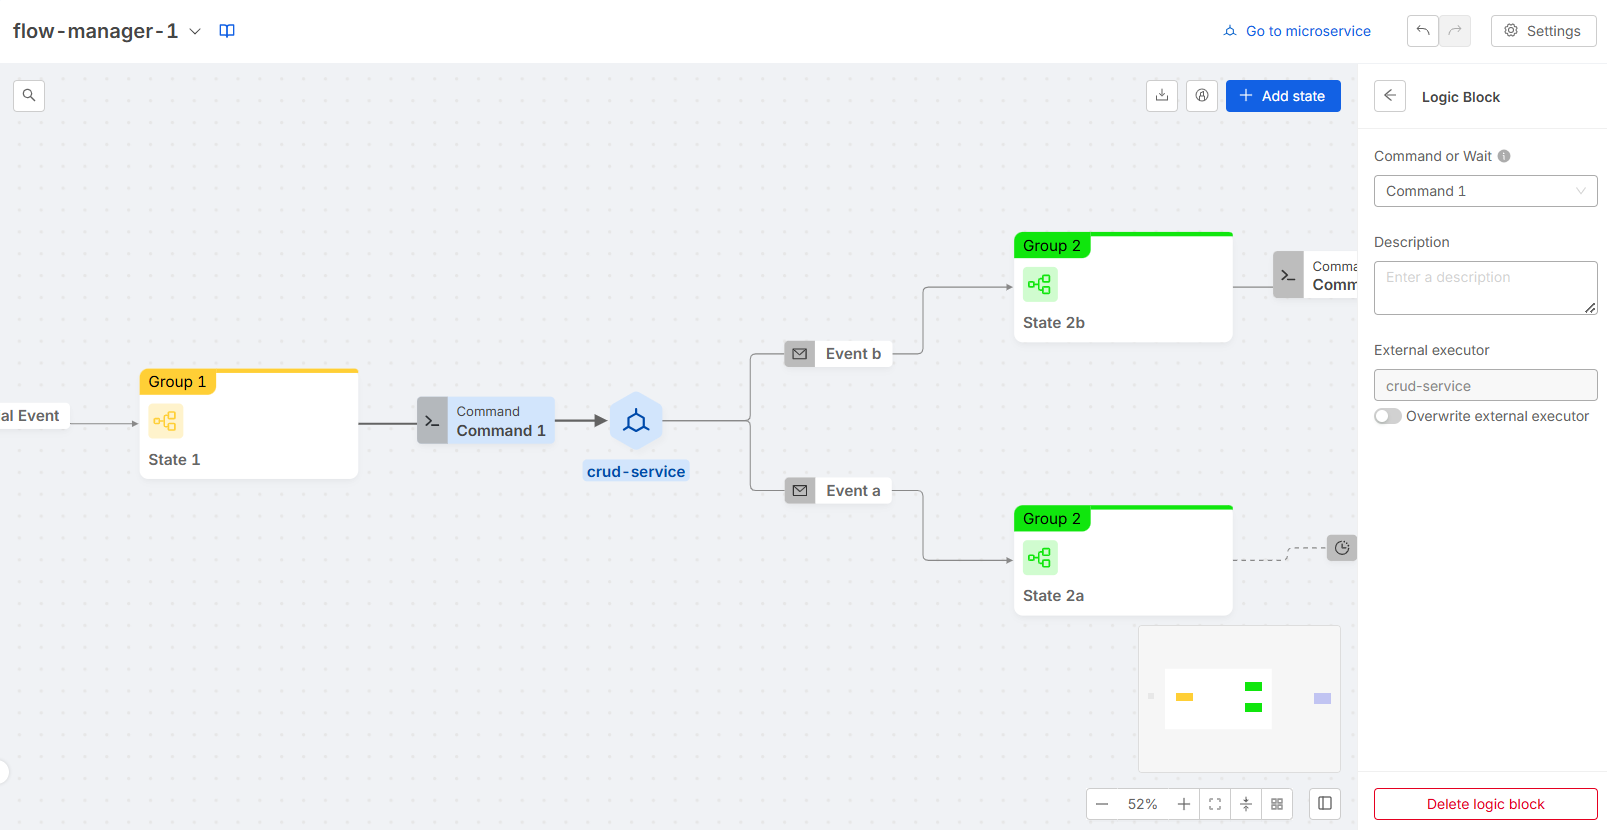 flow-manager-1
Go to microservice
Settings
Add state
Logic Block
Command or Wait
Command 1
Description
Enter a description
External executor
crud-service
Overwrite external executor
Group 2
State 2b
Comma
Comm
Event b
al Event
Group 1
State 1
Command
Command 1
crud-service
Event a
Group 2
State 2a
52%
Delete logic block